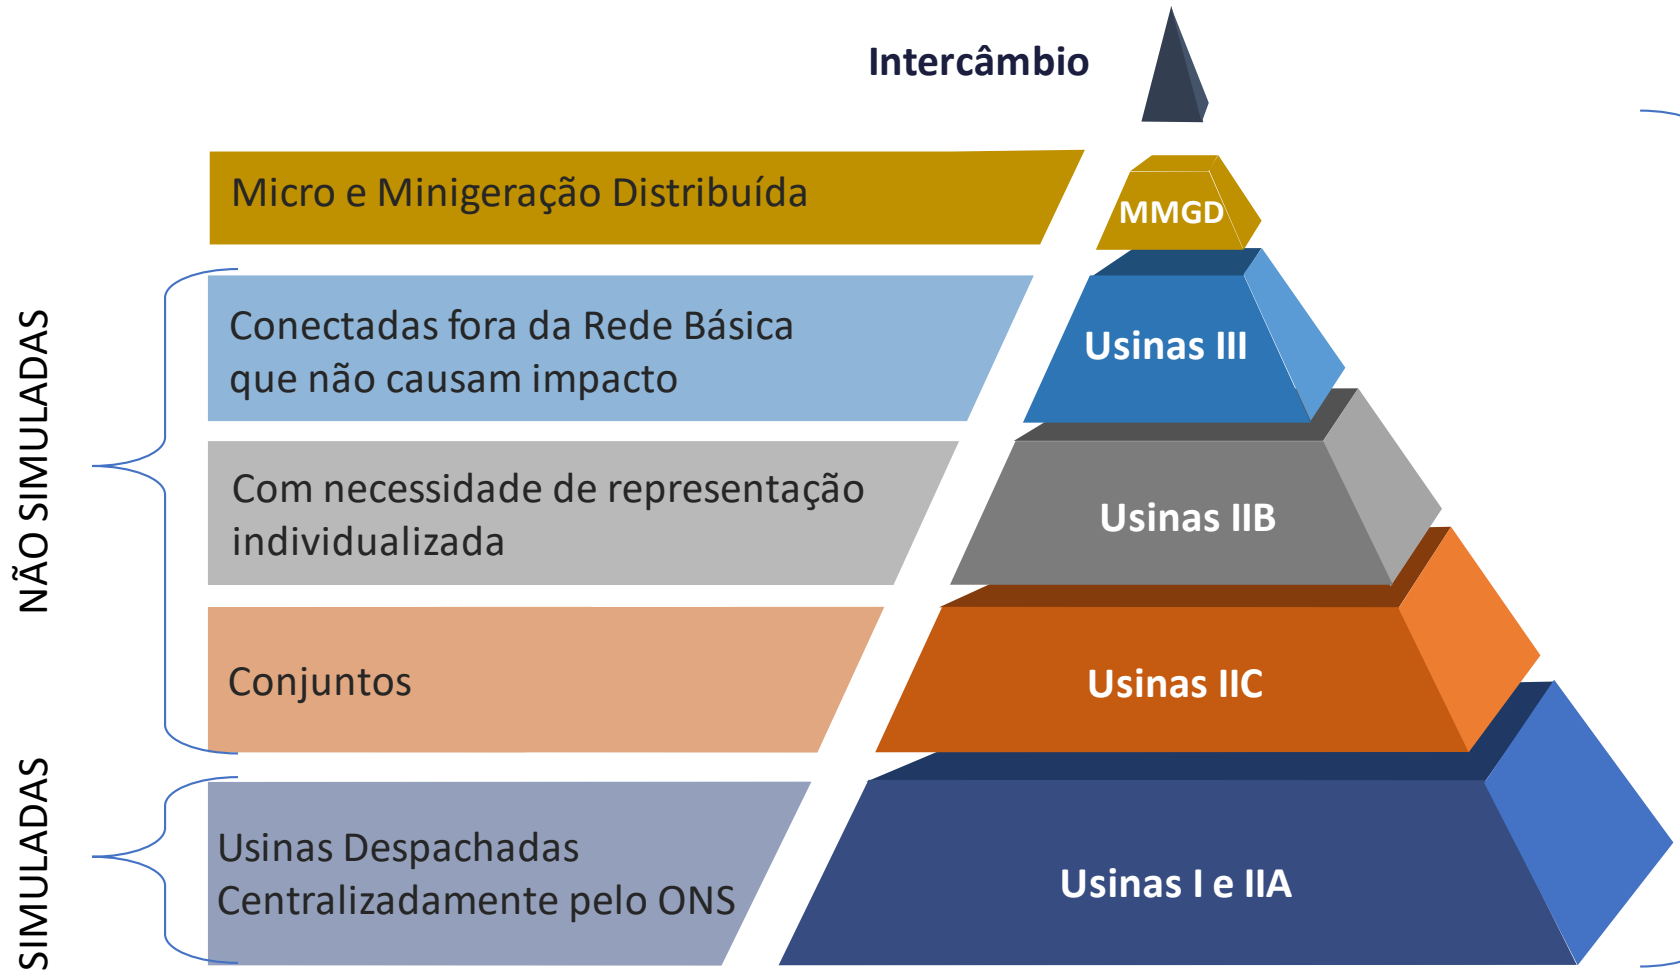 Intercâmbio
Micro e Minigeração Distribuída
MMGD
NÃO SIMULADAS
Conectadas fora da Rede Básica
que não causam impacto
Usinas III
Com necessidade de representação
individualizada
Usinas IIB
Conjuntos
Usinas IIC
SIMULADAS
Usinas Despachadas
Centralizadamente pelo ONS
Usinas I e IIA